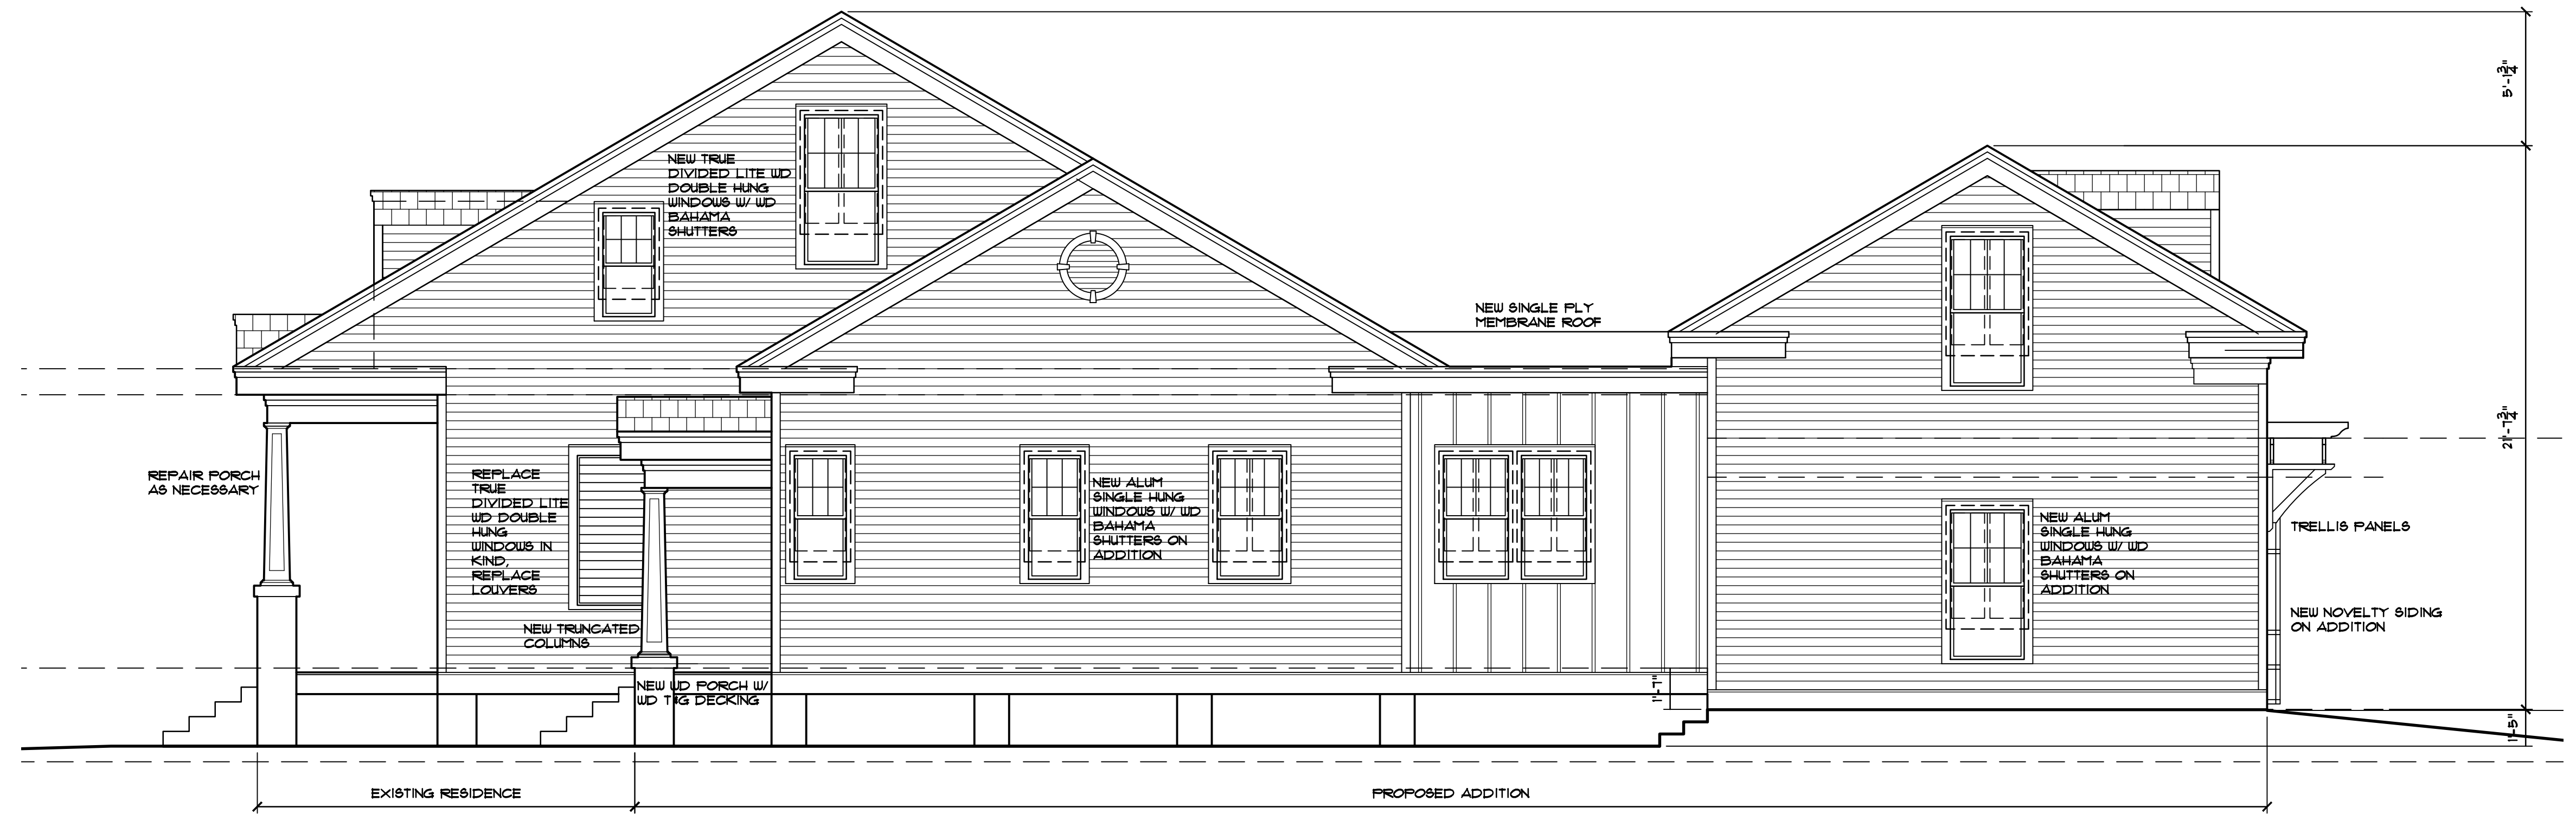 5'-1 3/4"
NEW TRUE
DIVIDED LITE WD
DOUBLE HUNG
WINDOWS W/ WD
BAHAMA
SHUTTERS
NEW SINGLE PLY
MEMBRANE ROOF
21'-7 3/4"
REPAIR PORCH
AS NECESSARY
REPLACE
TRUE
DIVIDED LITE
WD DOUBLE
HUNG
WINDOWS IN
KIND,
REPLACE
LOUVERS
NEW ALUM
SINGLE HUNG
WINDOWS W/ WD
BAHAMA
SHUTTERS ON
ADDITION
NEW ALUM
SINGLE HUNG
WINDOWS W/ WD
BAHAMA
SHUTTERS ON
ADDITION
TRELLIS PANELS
NEW NOVELTY SIDING
ON ADDITION
NEW TRUNCATED
COLUMNS
NEW WD PORCH W/
WD T&G DECKING
1'-7"
1'-5"
EXISTING RESIDENCE
PROPOSED ADDITION